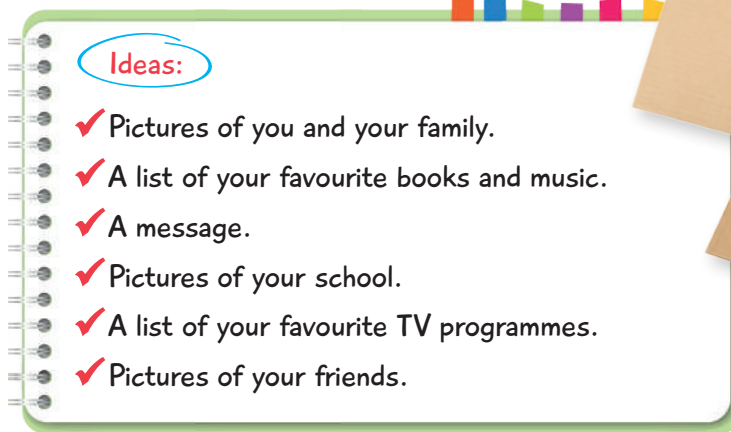 Ideas:
✓Pictures of you and your family.
✓A list of your favourite books and music.
✓A message.
✓Pictures of your school.
✓A list of your favourite TV programmes.
✓Pictures of your friends.